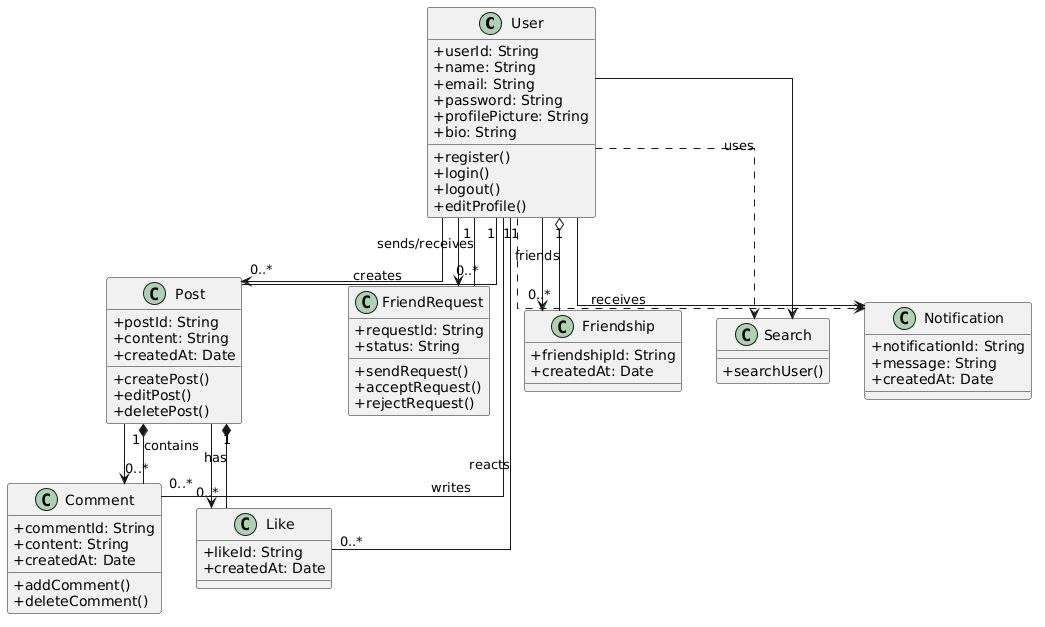 C User
+userId: String
+name: String
+email: String
+password: String
+profilePicture: String
+bio: String
+register()
+login()
+logout()
+editProfile()
uses
1
1
1
1
1
sends/receives
friends
0..*
creates
0..*
0..*
receives
C Post
+postId: String
+content: String
+createdAt: Date
+createPost()
+editPost()
+deletePost()
C FriendRequest
+requestId: String
+status: String
+sendRequest()
+acceptRequest()
+rejectRequest()
C Friendship
+friendshipId: String
+createdAt: Date
C Search
+searchUser()
C Notification
+notificationId: String
+message: String
+createdAt: Date
1
contains
1
has
0..*
reacts
0..*
0..*
writes
C Comment
+commentId: String
+content: String
+createdAt: Date
+addComment()
+deleteComment()
C Like
+likeId: String
+createdAt: Date
0..*